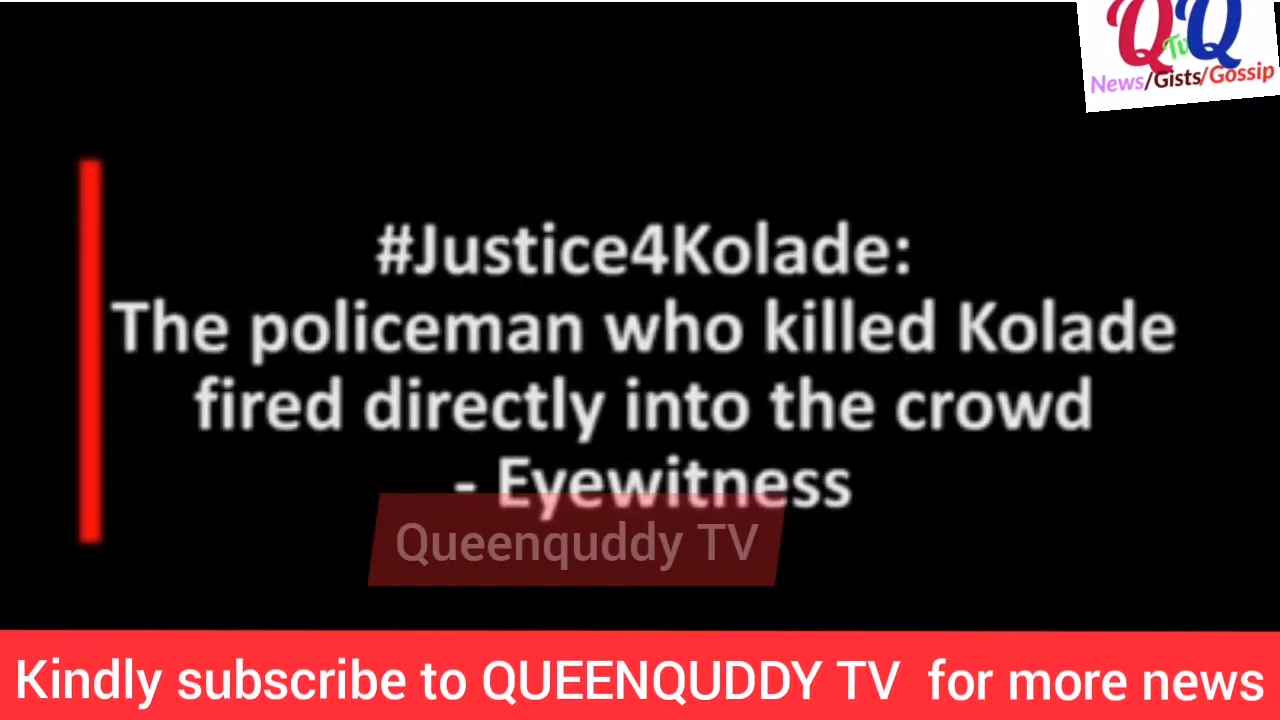 QQ
Tv
News/Gists/Gossip
#Justice4Kolade:
The policeman who killed Kolade
fired directly into the crowd
- Eyewitness
Queenquddy TV
Kindly subscribe to QUEENQUDDY TV for more news